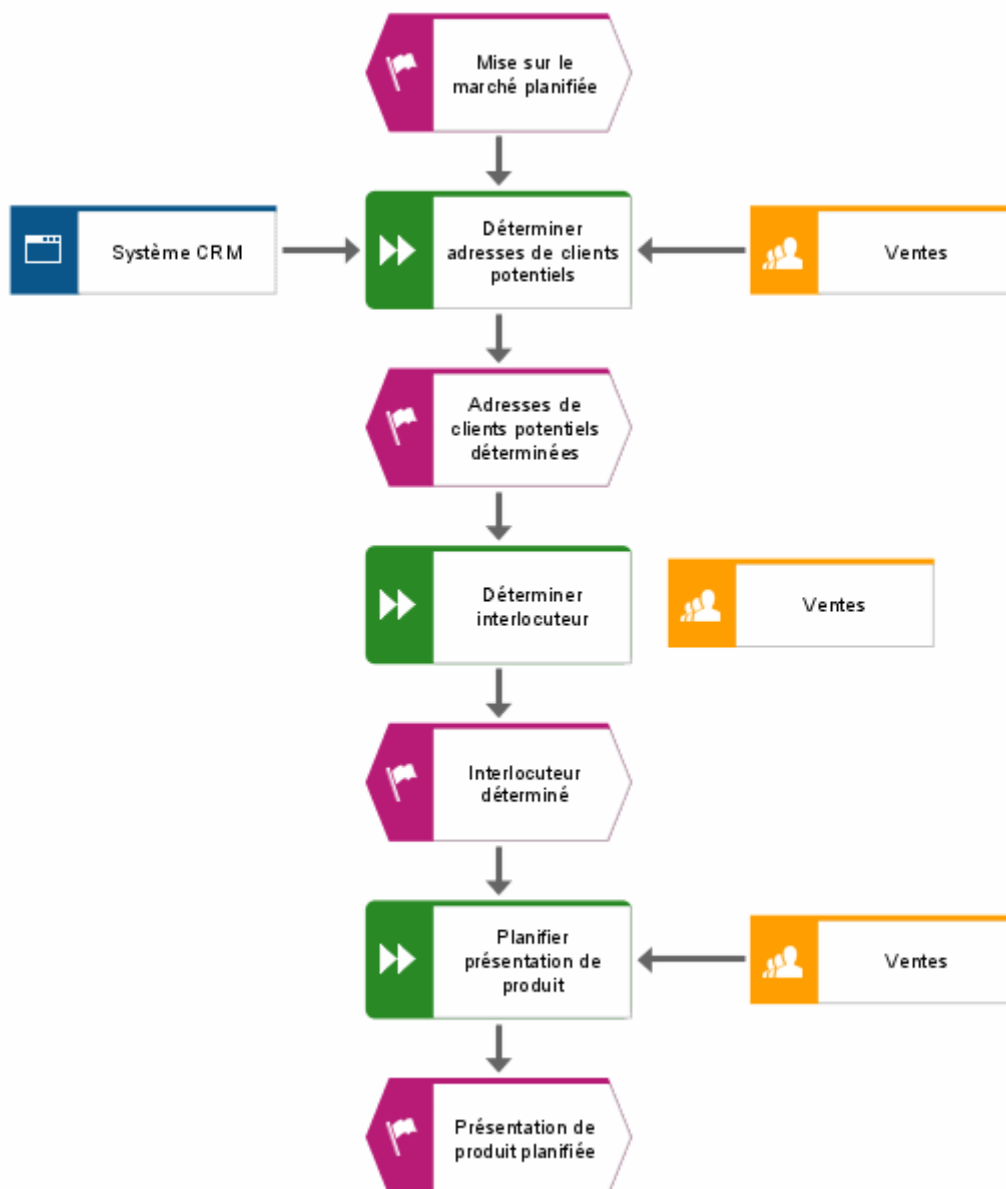 Mise sur le
marché planifiée
Système CRM
Déterminer
adresses de clients
potentiels
Ventes
Adresses de
clients potentiels
déterminées
Déterminer
interlocuteur
Ventes
Interlocuteur
déterminé
Planifier
présentation de
produit
Ventes
Présentation de
produit planifiée